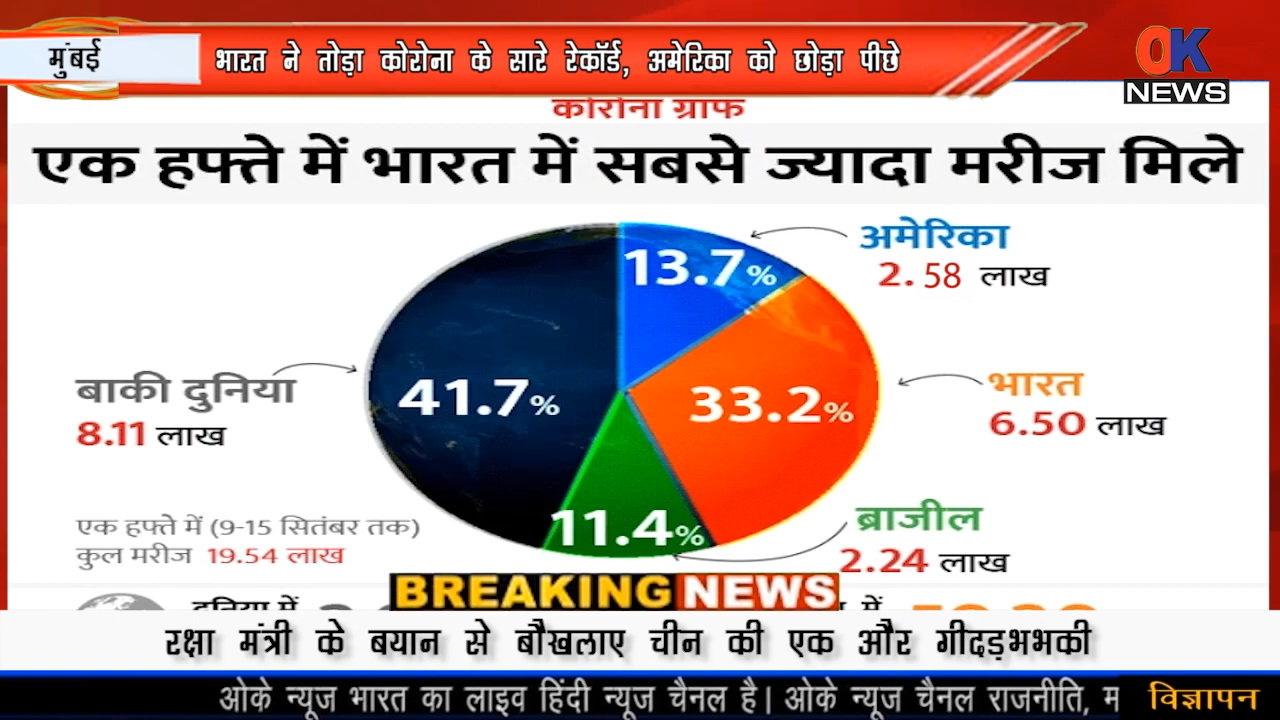 मुंबई
भारत ने तोड़ा कोरोना के सारे रेकॉर्ड, अमेरिका को छोड़ा पीछे
OK
NEWS
कोरोना ग्राफ
एक हफ्ते में भारत में सबसे ज्यादा मरीज मिले
अमेरिका
2.58 लाख
13.7%
भारत
6.50 लाख
33.2%
बाकी दुनिया
8.11 लाख
41.7%
ब्राजील
2.24 लाख
11.4%
एक हफ्ते में (9-15 सितंबर तक)
कुल मरीज 19.54 लाख
दुनिया में
में
BREAKING NEWS
रक्षा मंत्री के बयान से बौखलाए चीन की एक और गीदड़भभकी
ओके न्यूज भारत का लाइव हिंदी न्यूज चैनल है। ओके न्यूज चैनल राजनीति, म
विज्ञापन